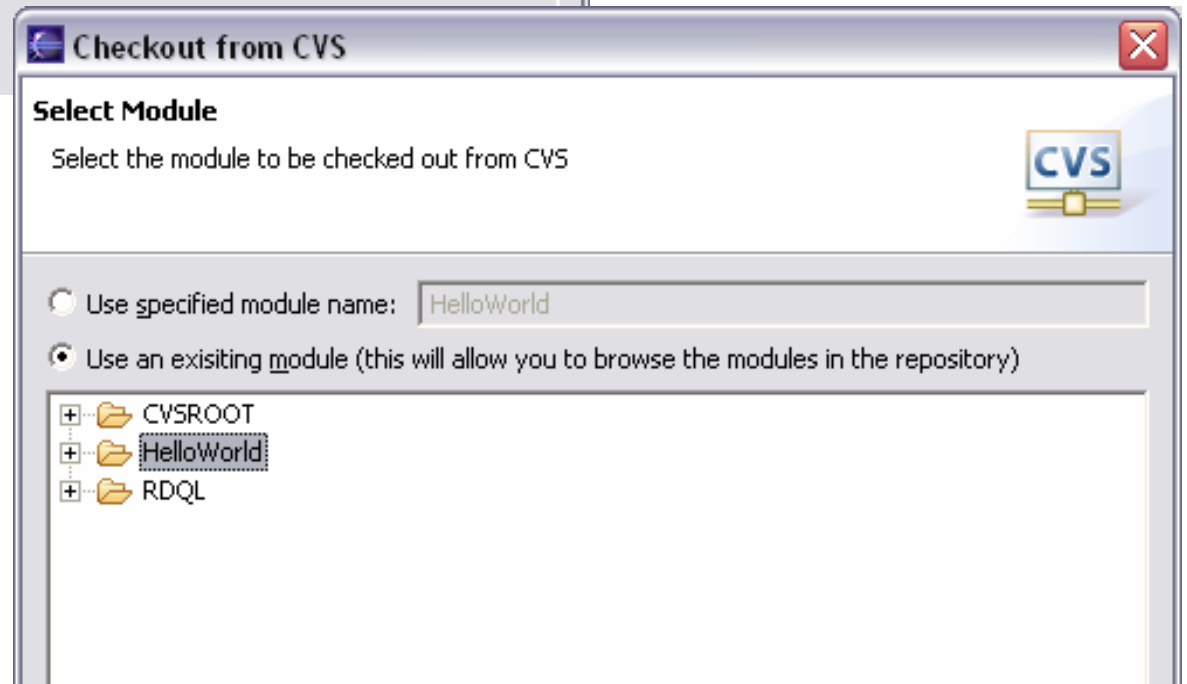 Checkout from CVS
Select Module
Select the module to be checked out from CVS
CVS
Use specified module name: HelloWorld
Use an exisiting module (this will allow you to browse the modules in the repository)
CVSROOT
HelloWorld
RDQL